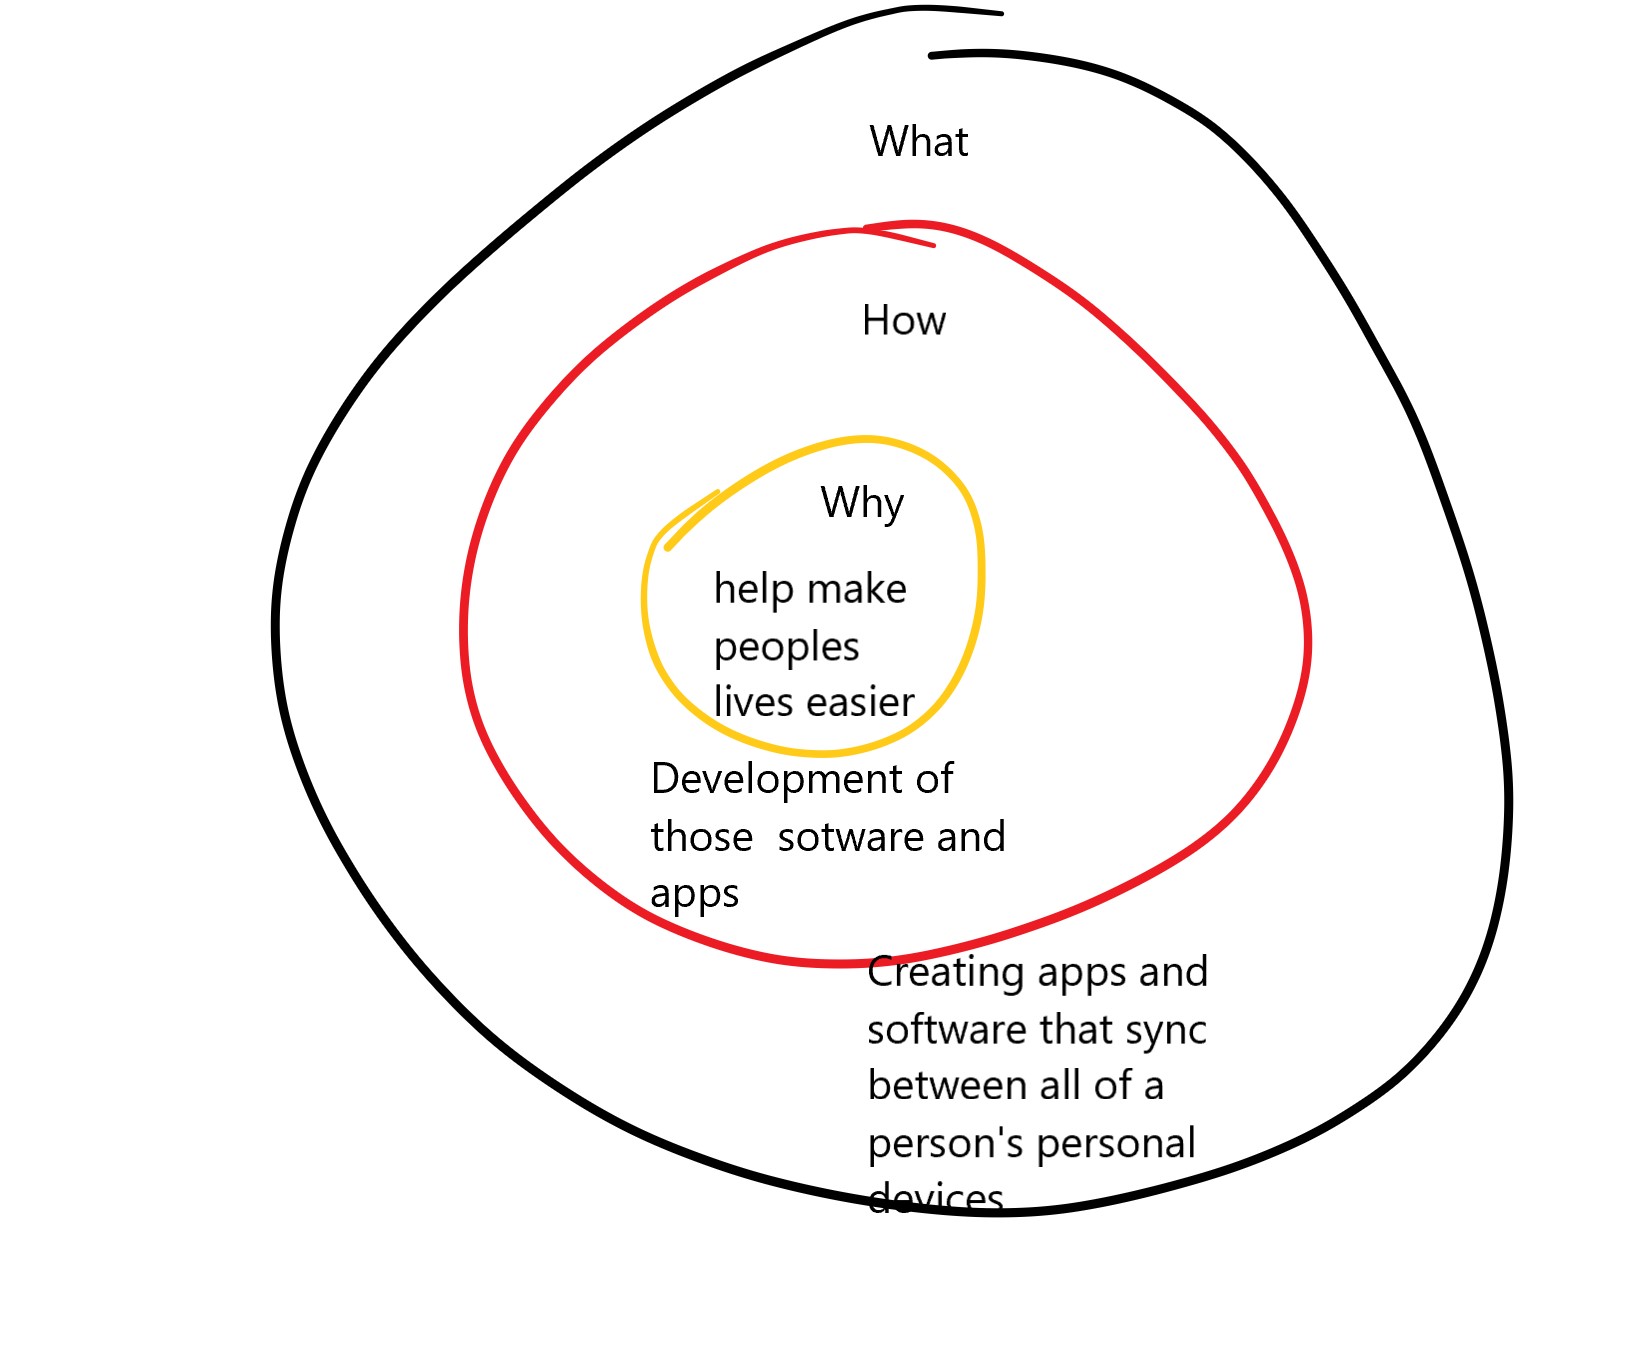 What
How
Why
help make
peoples
lives easier
Development of
those  sotware and
apps
Creating apps and
software that sync
between all of a
person's personal
devices